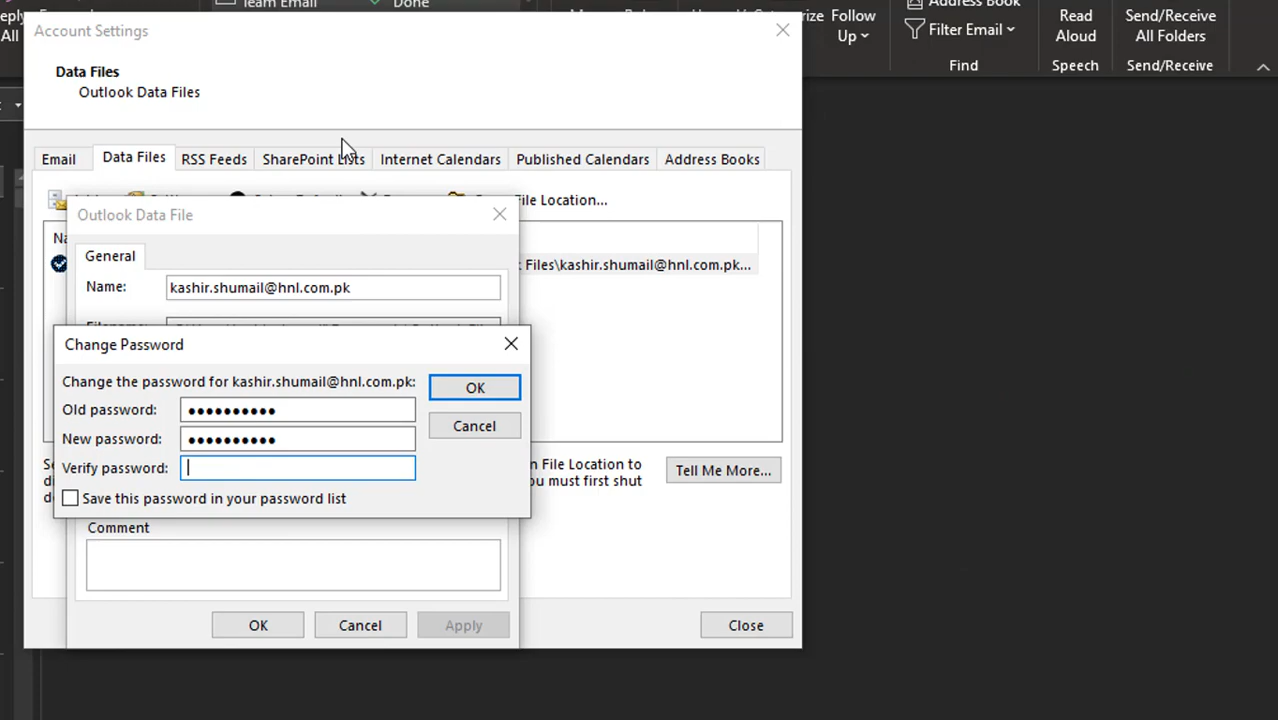 Team Email
Done
Address Book
All
Follow
Up
Filter Email
Read
Aloud
Send/Receive
All Folders
Find
Speech
Send/Receive
Account Settings
Data Files
Outlook Data Files
Email
Data Files
RSS Feeds
SharePoint Lists
Internet Calendars
Published Calendars
Address Books
File Location...
Outlook Data File
General
Files\kashir.shumail@hnl.com.pk...
Name:
kashir.shumail@hnl.com.pk
Change Password
Change the password for kashir.shumail@hnl.com.pk:
OK
Old password:
●●●●●●●●●●
Cancel
New password:
●●●●●●●●●●
Verify password:
Save this password in your password list
File Location to
you must first shut
Tell Me More...
Comment
OK
Cancel
Apply
Close